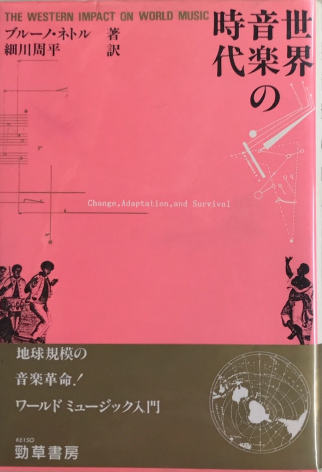 THE WESTERN IMPACT ON WORLD MUSIC
世界
音楽の
時代
ブルーノ・ネトル 著
細川周平 訳
Change,Adaptation,and Survival
地球規模の
音楽革命!
ワールド ミュージック入門
KEISO
勁草書房